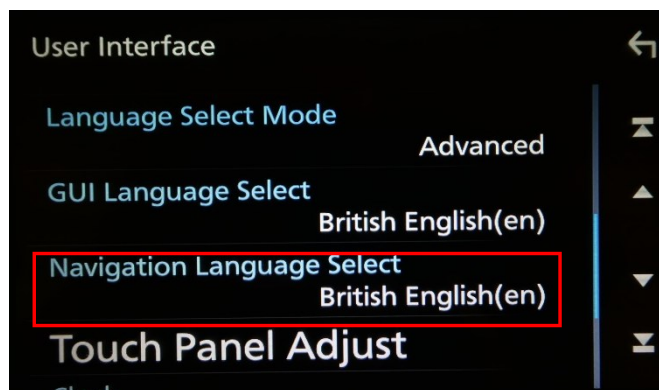 User Interface
Language Select Mode
Advanced
GUI Language Select
British English(en)
Navigation Language Select
British English(en)
Touch Panel Adjust